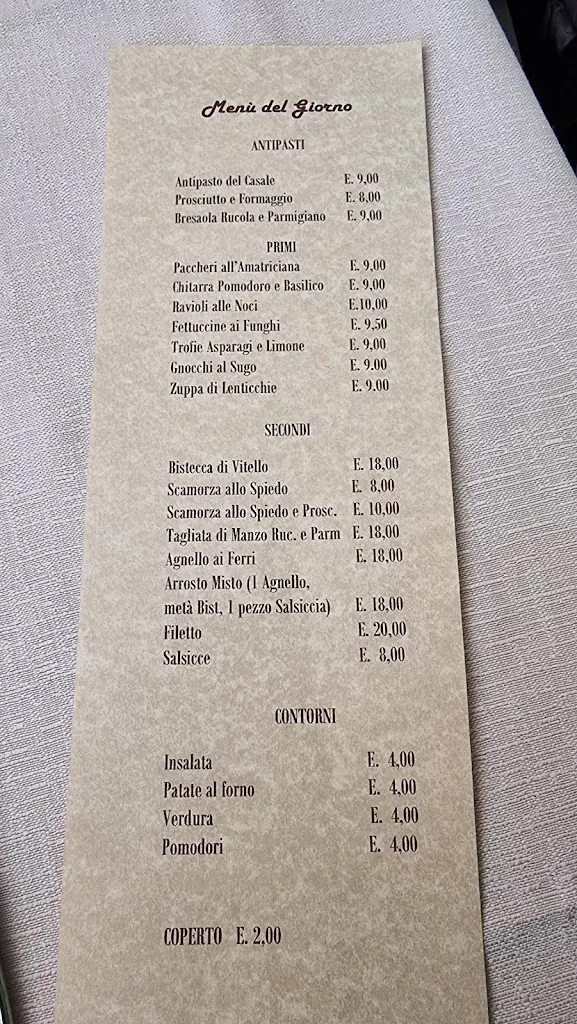 Menù del Giorno
ANTIPASTI
Antipasto del Casale E. 9,00
Prosciutto e Formaggio E. 8,00
Bresaola Rucola e Parmigiano E. 9,00
PRIMI
Paccheri all'Amatriciana E. 9,00
Chitarra Pomodoro e Basilico E. 9,00
Ravioli alle Noci E.10,00
Fettuccine ai Funghi E. 9,50
Trofie Asparagi e Limone E. 9,00
Gnocchi al Sugo E. 9.00
Zuppa di Lenticchie E. 9.00
SECONDI
Bistecca di Vitello E. 18,00
Scamorza allo Spiedo E. 8,00
Scamorza allo Spiedo e Prosc. E. 10,00
Tagliata di Manzo Ruc. e Parm E. 18,00
Agnello ai Ferri E. 18,00
Arrosto Misto (1 Agnello,
metà Bist, 1 pezzo Salsiccia) E. 18,00
Filetto E. 20,00
Salsicce E. 8,00
CONTORNI
Insalata E. 4,00
Patate al forno E. 4,00
Verdura E. 4,00
Pomodori E. 4,00
COPERTO E. 2,00